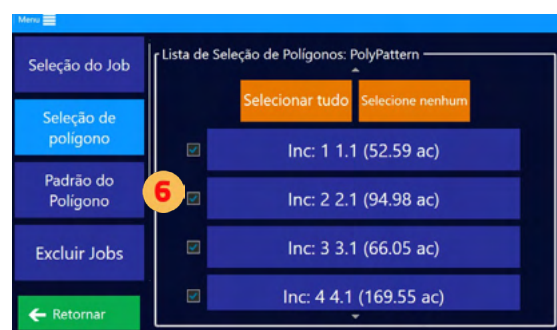 Menu
Lista de Seleção de Polígonos: PolyPattern
Seleção do Job
Selecionar tudo
Selecione nenhum
Seleção de
polígono
Inc: 1 1.1 (52.59 ac)
Padrão do
Polígono
6
Inc: 2 2.1 (94.98 ac)
Excluir Jobs
Inc: 3 3.1 (66.05 ac)
Inc: 4 4.1 (169.55 ac)
Retornar